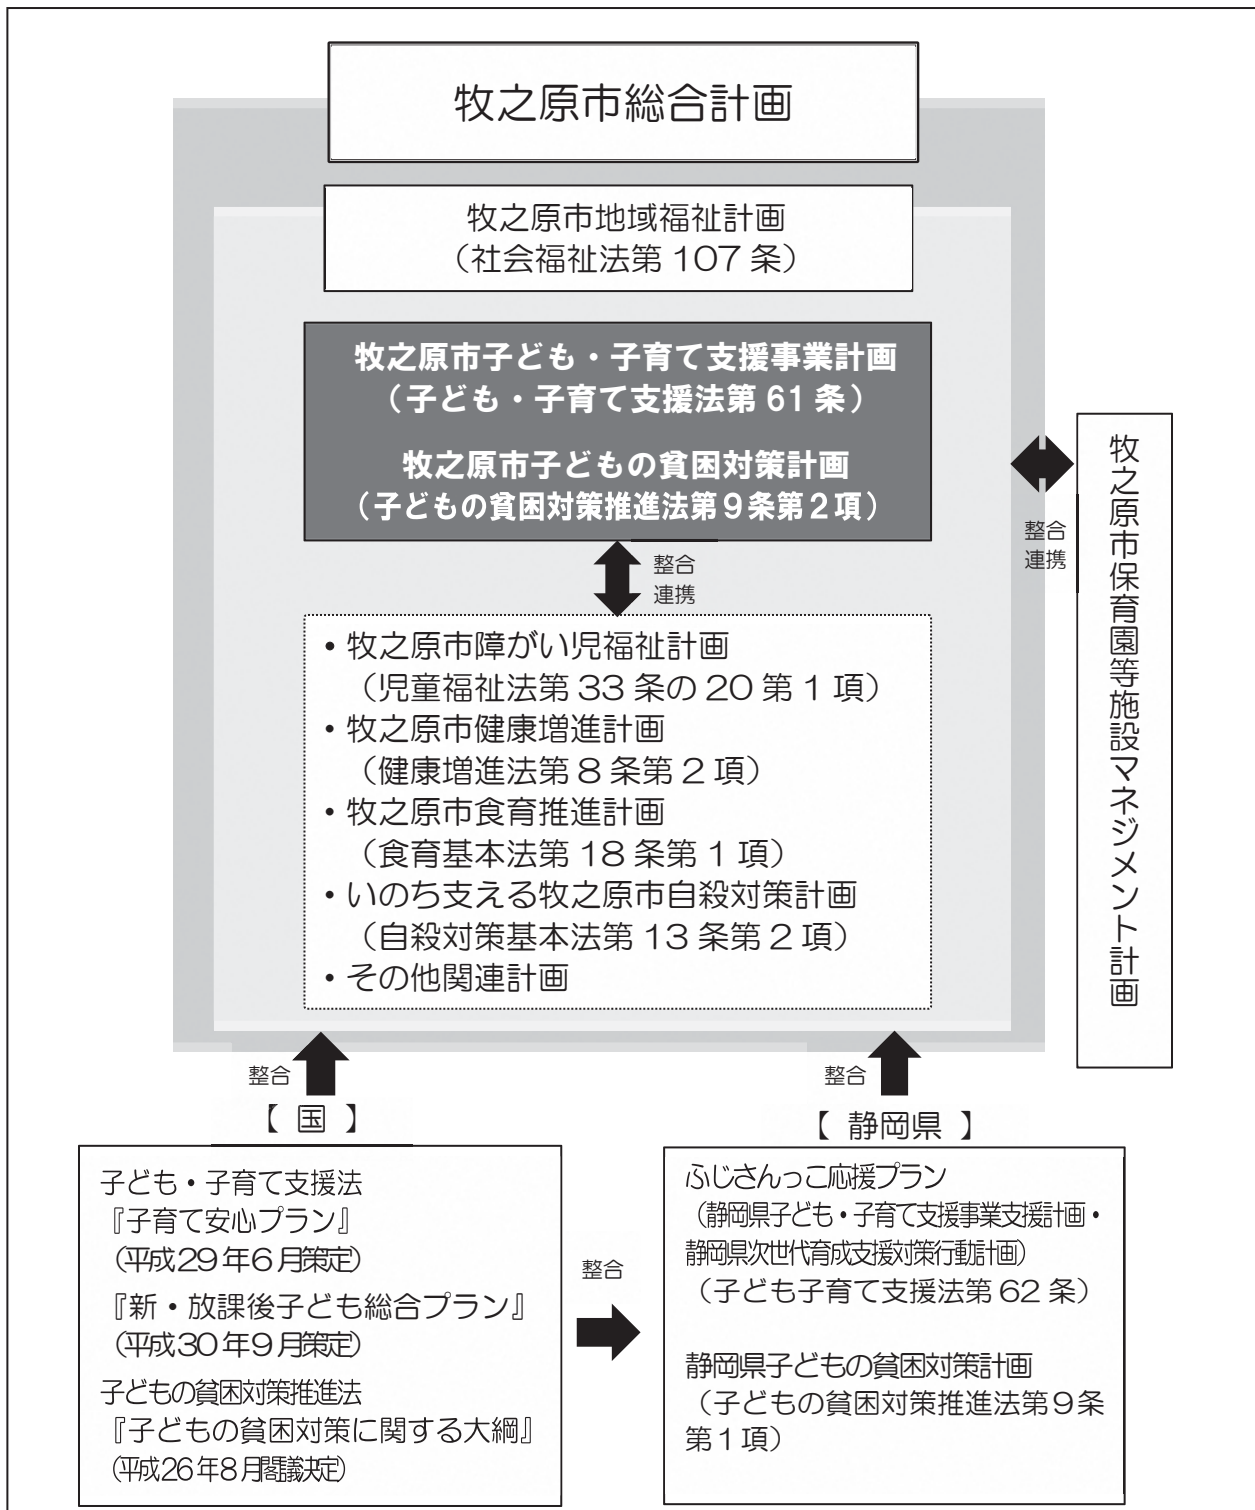 牧之原市総合計画
牧之原市地域福祉計画
（社会福祉法第 107 条）
牧之原市子ども・子育て支援事業計画
（子ども・子育て支援法第 61 条）
牧之原市子どもの貧困対策計画
（子どもの貧困対策推進法第９条第２項）
整合
連携
整合
連携
牧之原市保育園等施設マネジメント計画
・牧之原市障がい児福祉計画
（児童福祉法第 33 条の 20 第 1 項）
・牧之原市健康増進計画
（健康増進法第 8 条第 2 項）
・牧之原市食育推進計画
（食育基本法第 18 条第 1 項）
・いのち支える牧之原市自殺対策計画
（自殺対策基本法第 13 条第 2 項）
・その他関連計画
整合
整合
【 国 】
子ども・子育て支援法
『子育て安心プラン』
（平成29年6月策定）
『新・放課後子ども総合プラン』
（平成30年9月策定）
子どもの貧困対策推進法
『子どもの貧困対策に関する大綱』
（平成26年8月閣議決定）
整合
【 静岡県 】
ふじさんっこ応援プラン
（静岡県子ども・子育て支援事業支援計画・
静岡県次世代育成支援対策行動計画）
（子ども子育て支援法第 62 条）
静岡県子どもの貧困対策計画
（子どもの貧困対策推進法第９条
第１項）